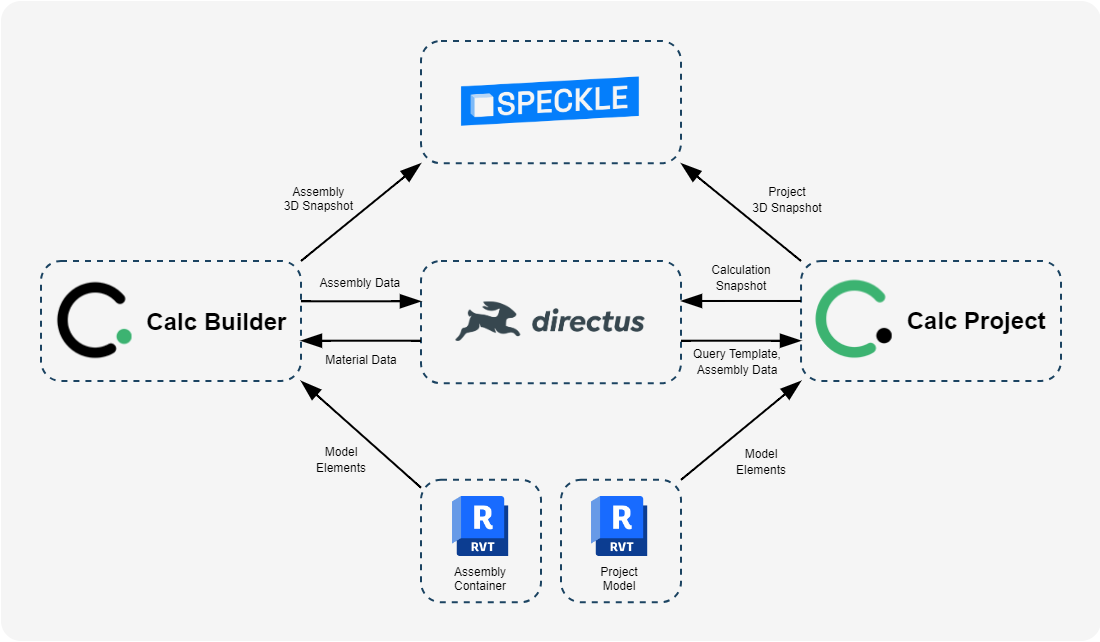 SPECKLE
Assembly
3D Snapshot
Project
3D Snapshot
Calc Builder
Assembly Data
Material Data
directus
Calculation
Snapshot
Query Template,
Assembly Data
Calc Project
Model
Elements
Model
Elements
R
RVT
Assembly
Container
R
RVT
Project
Model